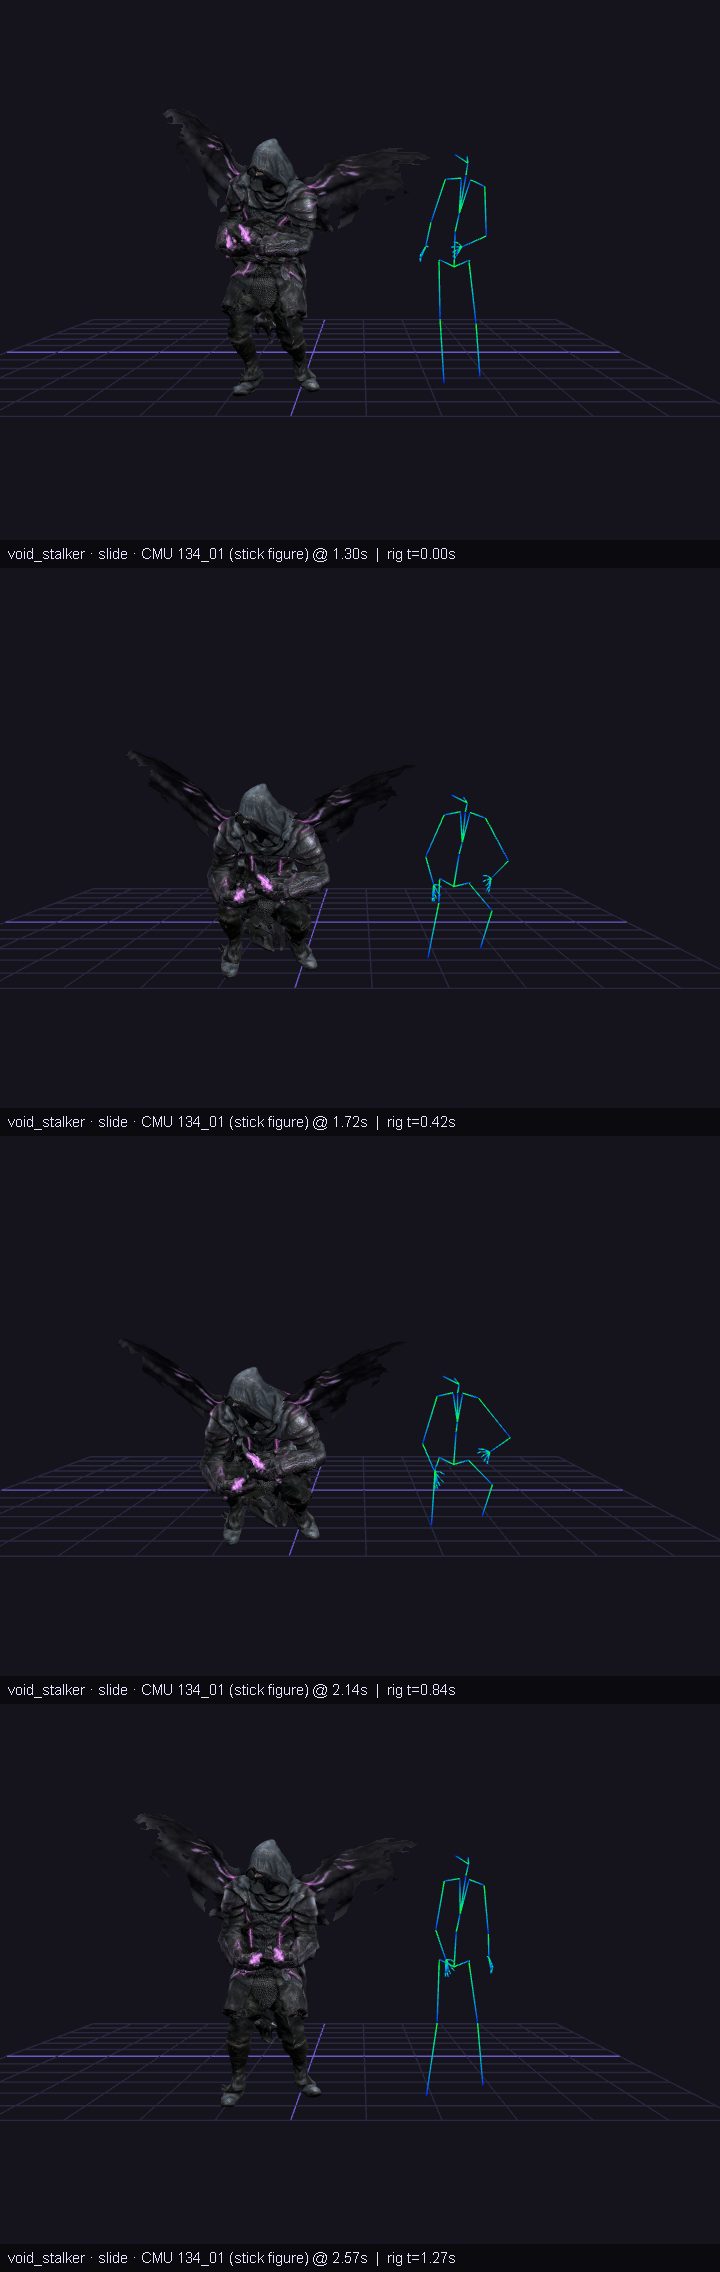 void_stalker · slide · CMU 134_01 (stick figure) @ 1.30s | rig t=0.00s
void_stalker · slide · CMU 134_01 (stick figure) @ 1.72s | rig t=0.42s
void_stalker · slide · CMU 134_01 (stick figure) @ 2.14s | rig t=0.84s
void_stalker · slide · CMU 134_01 (stick figure) @ 2.57s | rig t=1.27s